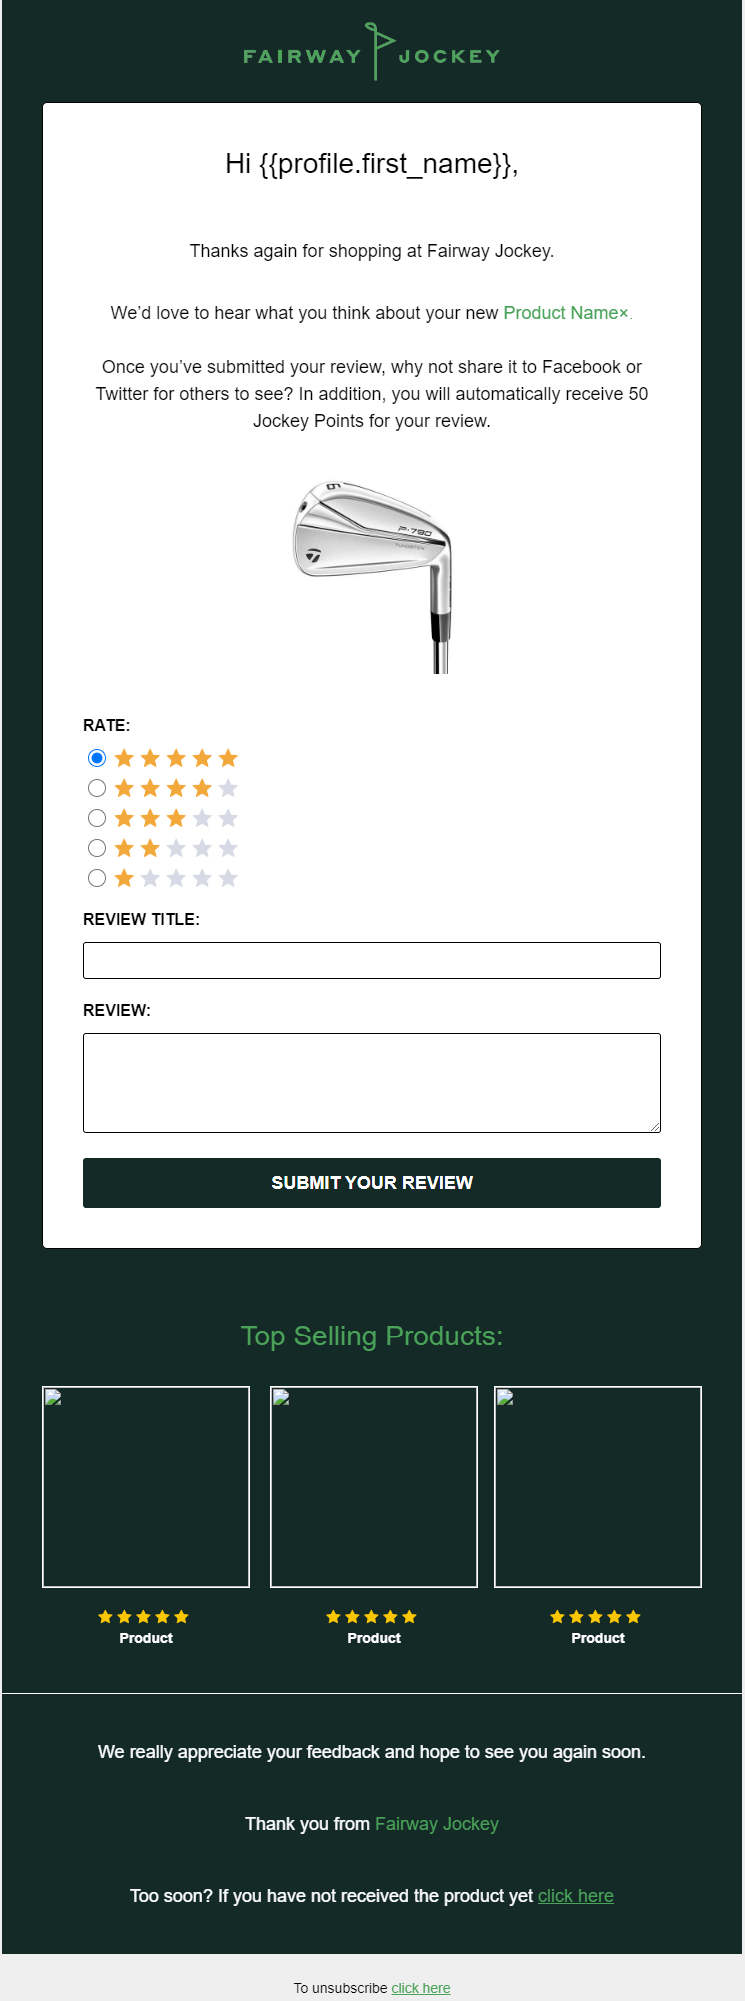 FAIRWAY JOCKEY
Hi {{profile.first_name}},
Thanks again for shopping at Fairway Jockey.
We’d love to hear what you think about your new Product Name×.
Once you’ve submitted your review, why not share it to Facebook or
Twitter for others to see? In addition, you will automatically receive 50
Jockey Points for your review.
6
P·790
TUNGSTEN
RATE:
REVIEW TITLE:
REVIEW:
SUBMIT YOUR REVIEW
Top Selling Products:
Product Product Product
We really appreciate your feedback and hope to see you again soon.
Thank you from Fairway Jockey
Too soon? If you have not received the product yet click here
To unsubscribe click here